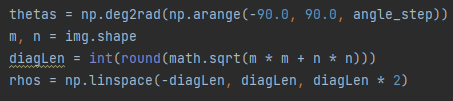 thetas = np.deg2rad(np.arange(-90.0, 90.0, angle_step))
m, n = img.shape
diagLen = int(round(math.sqrt(m * m + n * n)))
rhos = np.linspace(-diagLen, diagLen, diagLen * 2)